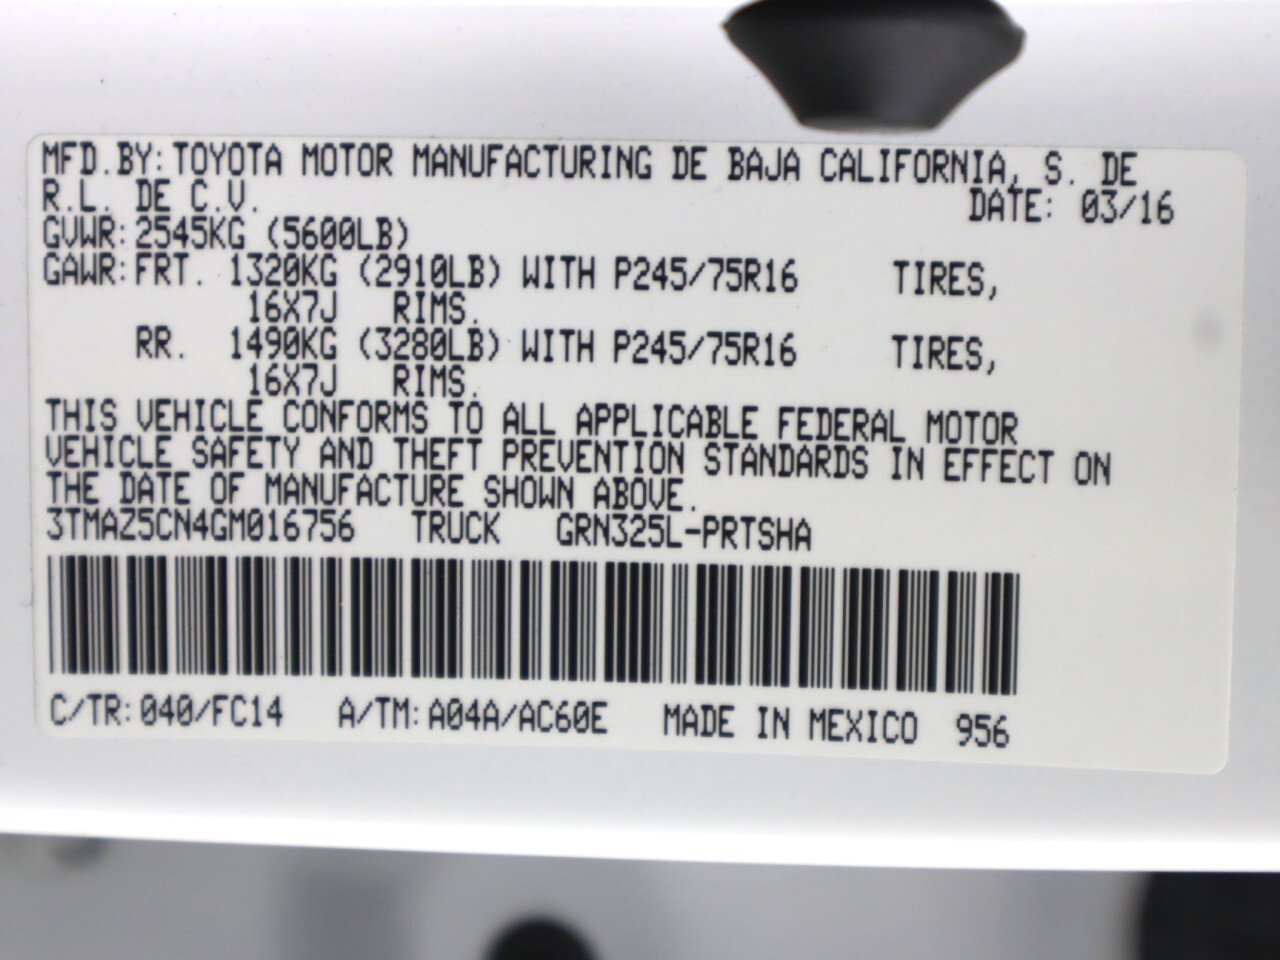 MFD.BY: TOYOTA MOTOR MANUFACTURING DE BAJA CALIFORNIA, S. DE
R.L. DE C.V. DATE: 03/16
GVWR: 2545KG (5600LB)
GAWR: FRT. 1320KG (2910LB) WITH P245/75R16 TIRES,
16X7J RIMS.
RR. 1490KG (3280LB) WITH P245/75R16 TIRES,
16X7J RIMS.
THIS VEHICLE CONFORMS TO ALL APPLICABLE FEDERAL MOTOR
VEHICLE SAFETY AND THEFT PREVENTION STANDARDS IN EFFECT ON
THE DATE OF MANUFACTURE SHOWN ABOVE.
3TMAZ5CN4GM016756 TRUCK GRN325L-PRTSHA
C/TR: 040/FC14 A/TM: A04A/AC60E MADE IN MEXICO 956